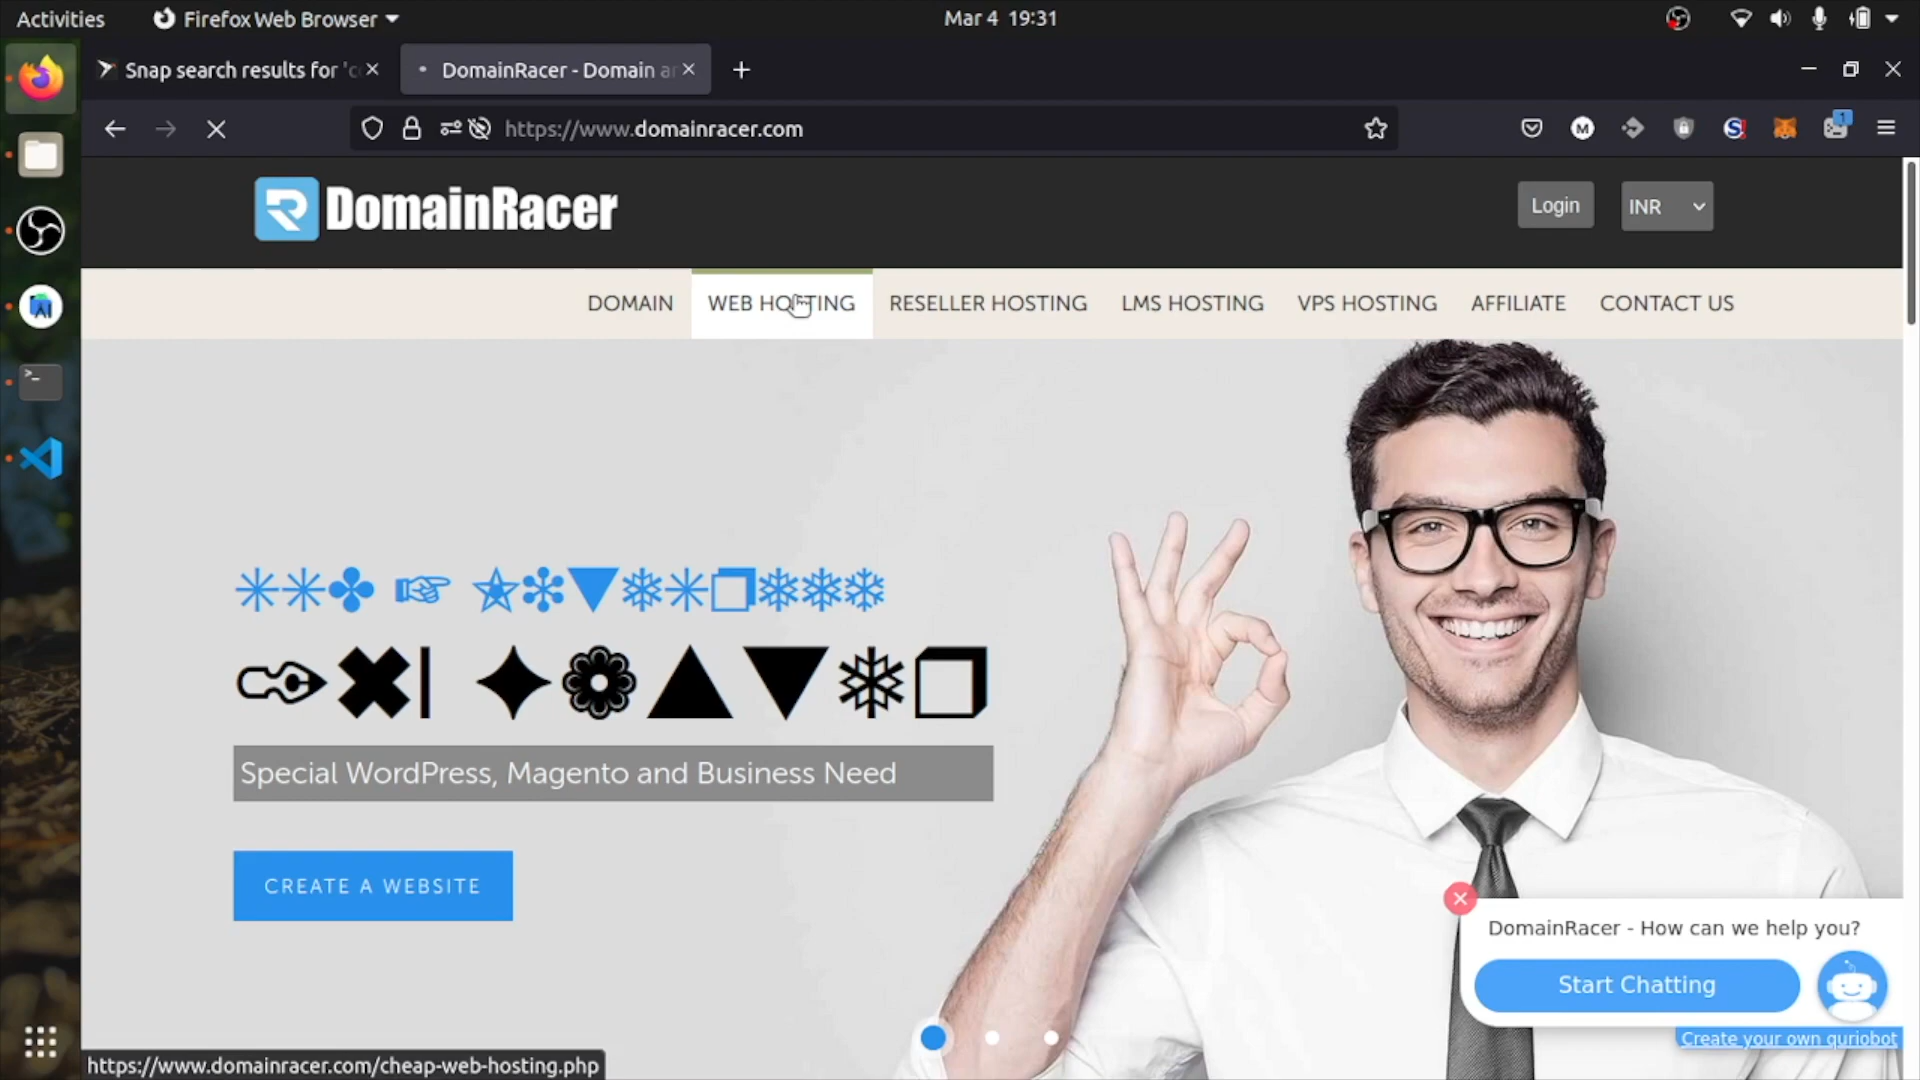 Activities
Firefox Web Browser
Mar 4 19:31
Snap search results for 'c
DomainRacer - Domain a
https://www.domainracer.com
DomainRacer
Login
INR
DOMAIN
WEB HOSTING
RESELLER HOSTING
LMS HOSTING
VPS HOSTING
AFFILIATE
CONTACT US
Special WordPress, Magento and Business Need
CREATE A WEBSITE
DomainRacer - How can we help you?
Start Chatting
Create your own quriobot
https://www.domainracer.com/cheap-web-hosting.php